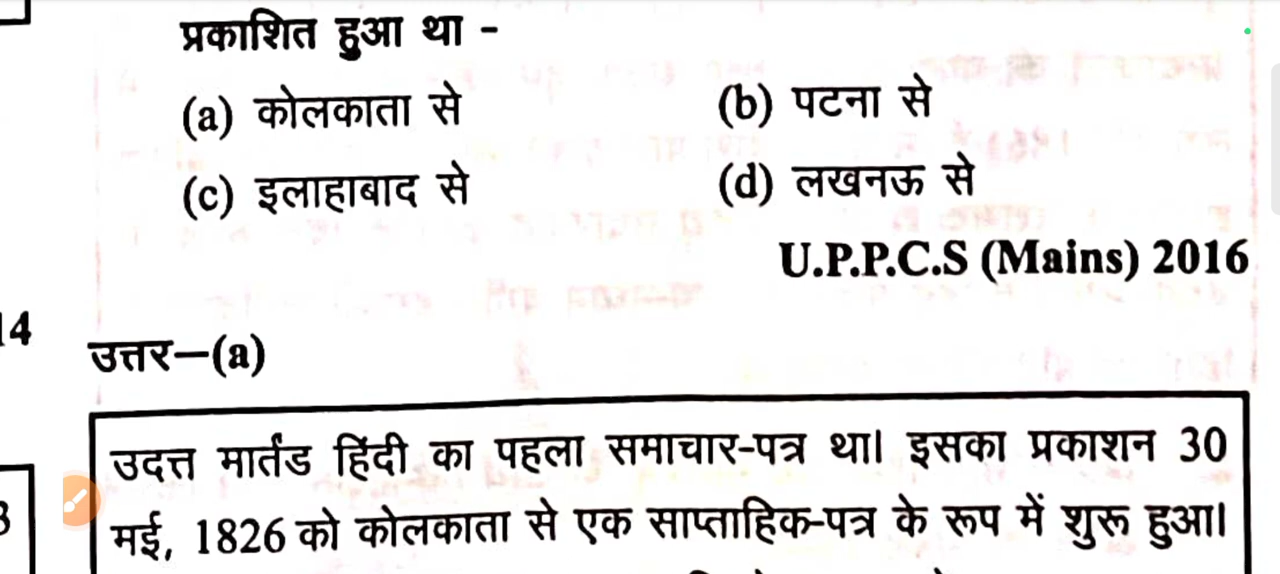 प्रकाशित हुआ था -
(a) कोलकाता से (b) पटना से
(c) इलाहाबाद से (d) लखनऊ से
U.P.P.C.S (Mains) 2016
14
उत्तर–(a)
उदत्त मार्तंड हिंदी का पहला समाचार-पत्र था। इसका प्रकाशन 30
मई, 1826 को कोलकाता से एक साप्ताहिक-पत्र के रूप में शुरू हुआ।